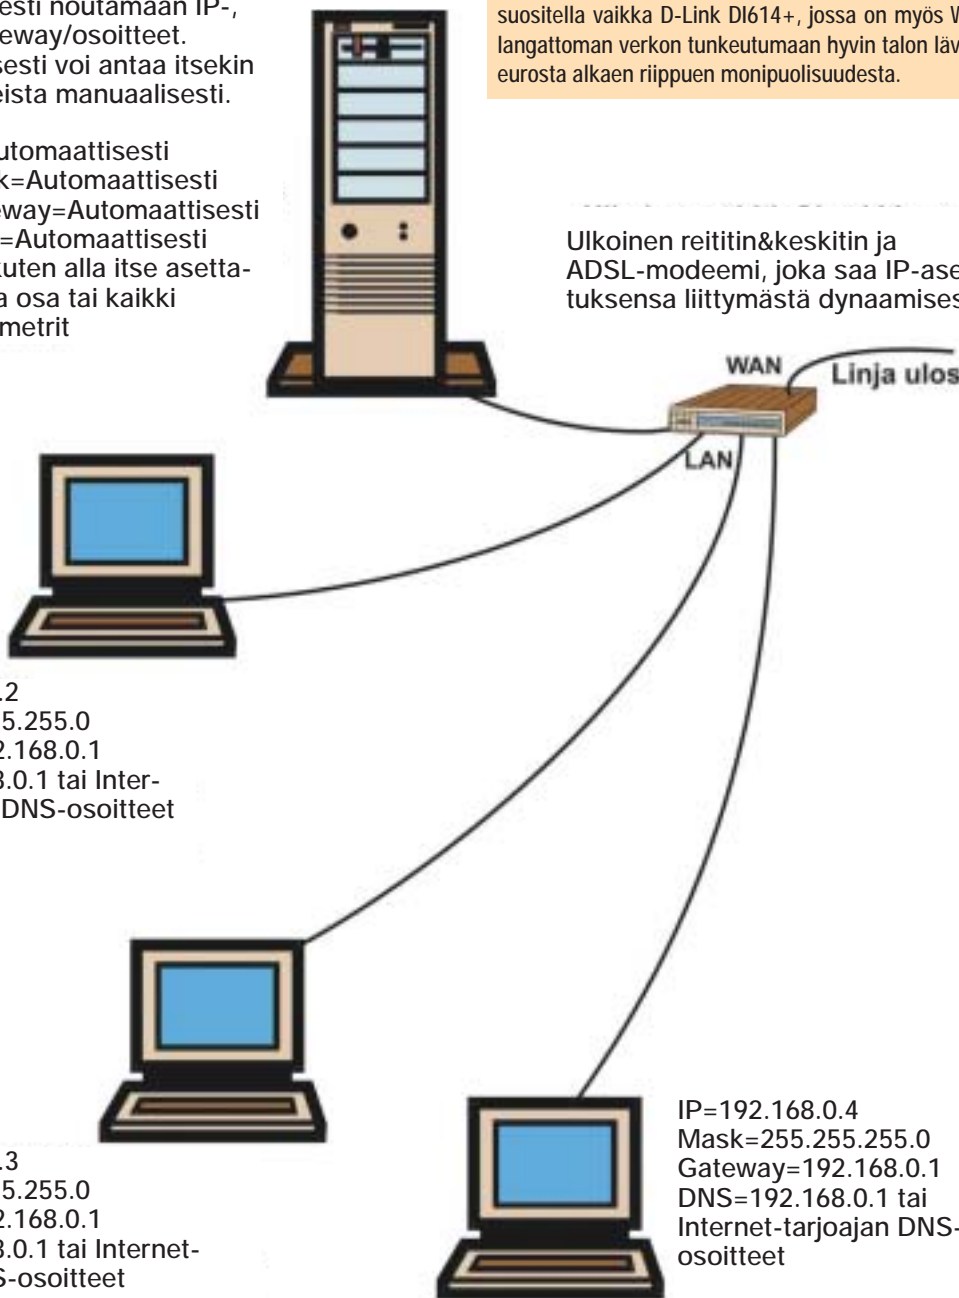 esti noutamaan IP-,
eway/osoitteet.
sesti voi antaa itsekin
eista manuaalisesti.
utomaattisesti
k=Automaattisesti
eway=Automaattisesti
=Automaattisesti
kuten alla itse asetta-
a osa tai kaikki
metrit
suositella vaikka D-Link DI614+, jossa on myös W
langattoman verkon tunkeutumaan hyvin talon läv
eurosta alkaen riippuen monipuolisuudesta.
Ulkoinen reititin&keskitin ja
ADSL-modeemi, joka saa IP-ase
tuksensa liittymästä dynaamises
WAN
Linja ulos
LAN
.2
5.255.0
2.168.0.1
8.0.1 tai Inter-
DNS-osoitteet
.3
5.255.0
2.168.0.1
8.0.1 tai Internet-
S-osoitteet
IP=192.168.0.4
Mask=255.255.255.0
Gateway=192.168.0.1
DNS=192.168.0.1 tai
Internet-tarjoajan DNS-
osoitteet